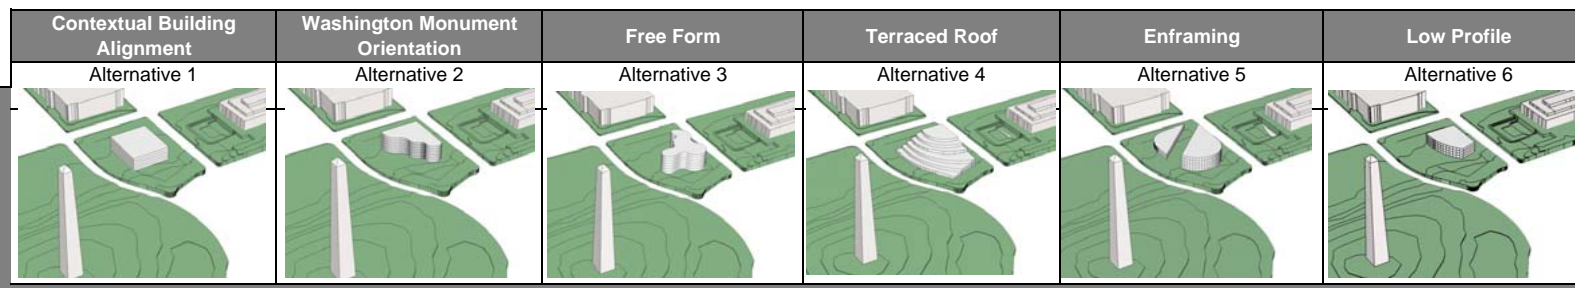 Contextual Building
Alignment
Washington Monument
Orientation
Free Form
Terraced Roof
Enframing
Low Profile
Alternative 1
Alternative 2
Alternative 3
Alternative 4
Alternative 5
Alternative 6